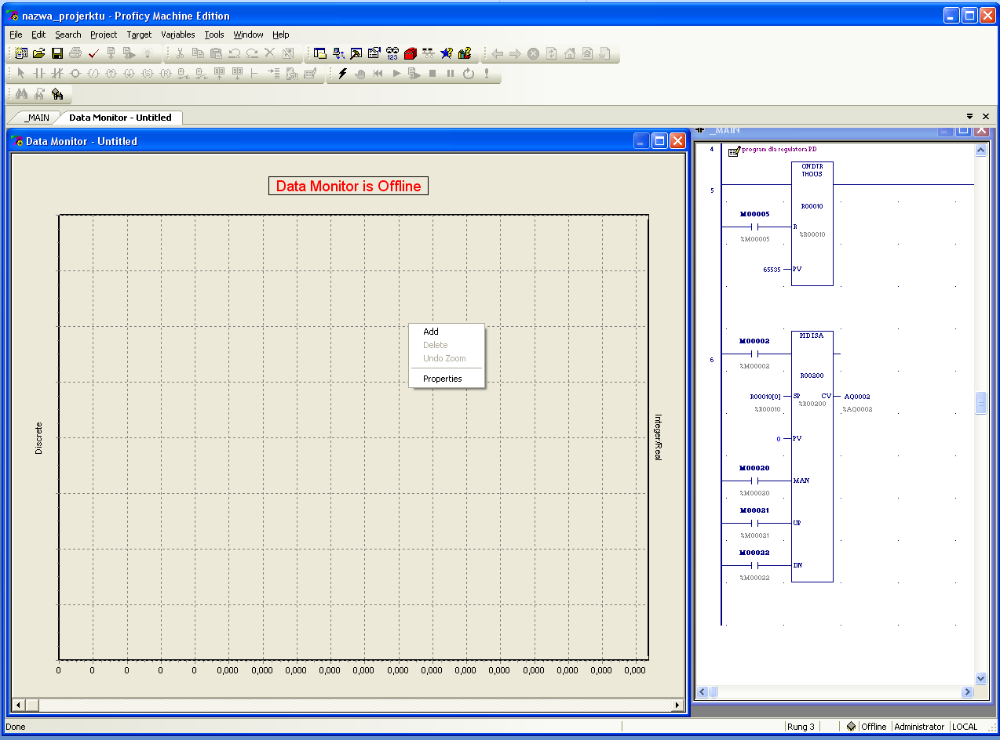 nazwa_projerktu - Proficy Machine Edition
File Edit Search Project Target Variables Tools Window Help
123
_MAIN
Data Monitor - Untitled
Data Monitor - Untitled
Data Monitor is Offline
Discrete
Integer/Real
Add
Delete
Undo Zoom
Properties
0 0 0 0 0 0,000 0,000 0,000 0,000 0,000 0,000 0,000 0,000 0,000 0,000 0,000 0,000 0,000
_MAIN
4
program dla regulatora PID
ONDTR
THOUS
5
R00010
M00005
R
%R00010
%M00005
65535
PV
M00002
PIDISA
6
%M00002
R00200
R00010[0]
SP
CV
AQ0002
%R00010
%R00200
%AQ0002
0
PV
M00020
MAN
%M00020
M00021
UP
%M00021
M00022
DN
%M00022
Done
Rung 3
Offline
Administrator
LOCAL